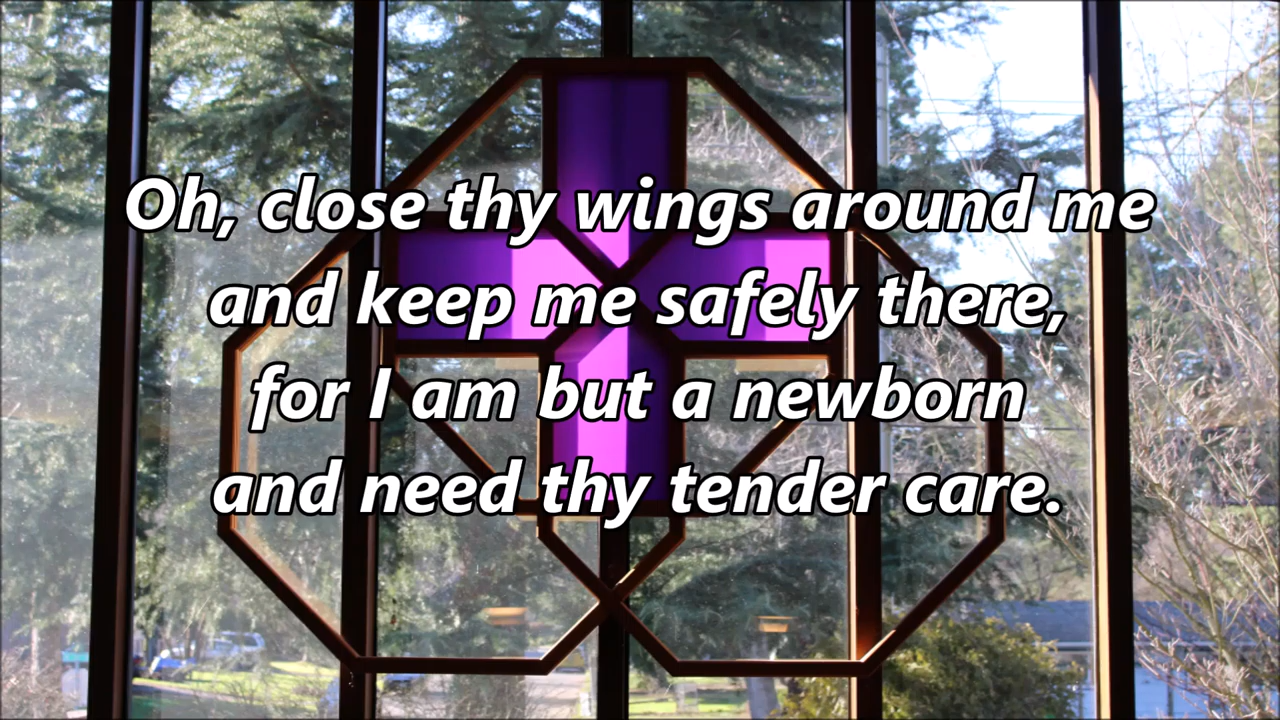 Oh, close thy wings around me
and keep me safely there,
for I am but a newborn
and need thy tender care.